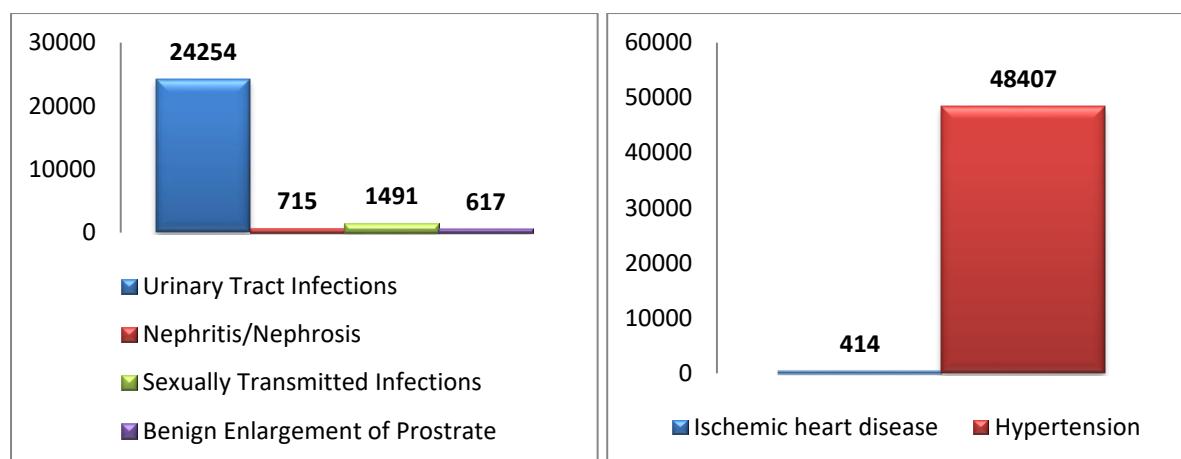 30000
20000
10000
0
24254
715
1491
617
Urinary Tract Infections
Nephritis/Nephrosis
Sexually Transmitted Infections
Benign Enlargement of Prostrate
60000
50000
40000
30000
20000
10000
0
414
48407
Ischemic heart disease
Hypertension